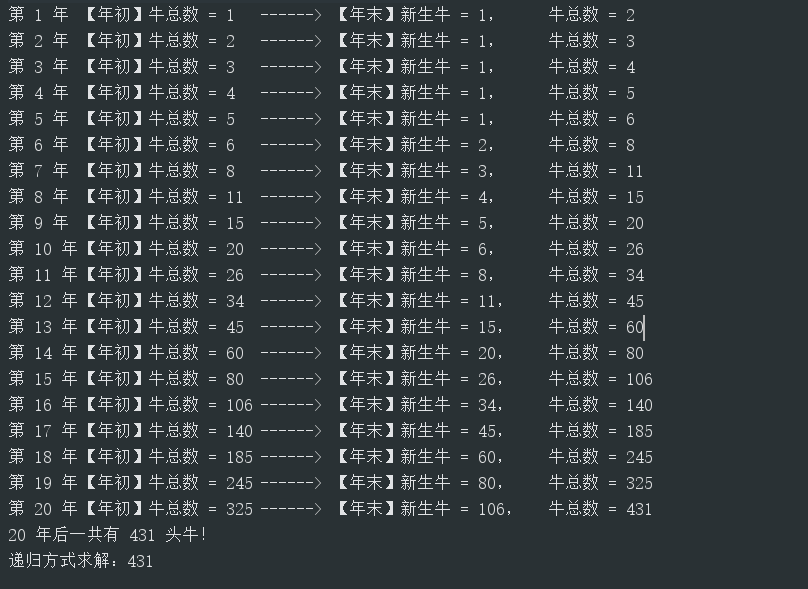 第 1 年 【年初】牛总数 = 1 ------> 【年末】新生牛 = 1, 牛总数 = 2
第 2 年 【年初】牛总数 = 2 ------> 【年末】新生牛 = 1, 牛总数 = 3
第 3 年 【年初】牛总数 = 3 ------> 【年末】新生牛 = 1, 牛总数 = 4
第 4 年 【年初】牛总数 = 4 ------> 【年末】新生牛 = 1, 牛总数 = 5
第 5 年 【年初】牛总数 = 5 ------> 【年末】新生牛 = 1, 牛总数 = 6
第 6 年 【年初】牛总数 = 6 ------> 【年末】新生牛 = 2, 牛总数 = 8
第 7 年 【年初】牛总数 = 8 ------> 【年末】新生牛 = 3, 牛总数 = 11
第 8 年 【年初】牛总数 = 11 ------> 【年末】新生牛 = 4, 牛总数 = 15
第 9 年 【年初】牛总数 = 15 ------> 【年末】新生牛 = 5, 牛总数 = 20
第 10 年【年初】牛总数 = 20 ------> 【年末】新生牛 = 6, 牛总数 = 26
第 11 年【年初】牛总数 = 26 ------> 【年末】新生牛 = 8, 牛总数 = 34
第 12 年【年初】牛总数 = 34 ------> 【年末】新生牛 = 11, 牛总数 = 45
第 13 年【年初】牛总数 = 45 ------> 【年末】新生牛 = 15, 牛总数 = 60
第 14 年【年初】牛总数 = 60 ------> 【年末】新生牛 = 20, 牛总数 = 80
第 15 年【年初】牛总数 = 80 ------> 【年末】新生牛 = 26, 牛总数 = 106
第 16 年【年初】牛总数 = 106 ------> 【年末】新生牛 = 34, 牛总数 = 140
第 17 年【年初】牛总数 = 140 ------> 【年末】新生牛 = 45, 牛总数 = 185
第 18 年【年初】牛总数 = 185 ------> 【年末】新生牛 = 60, 牛总数 = 245
第 19 年【年初】牛总数 = 245 ------> 【年末】新生牛 = 80, 牛总数 = 325
第 20 年【年初】牛总数 = 325 ------> 【年末】新生牛 = 106, 牛总数 = 431
20 年后一共有 431 头牛!
递归方式求解: 431